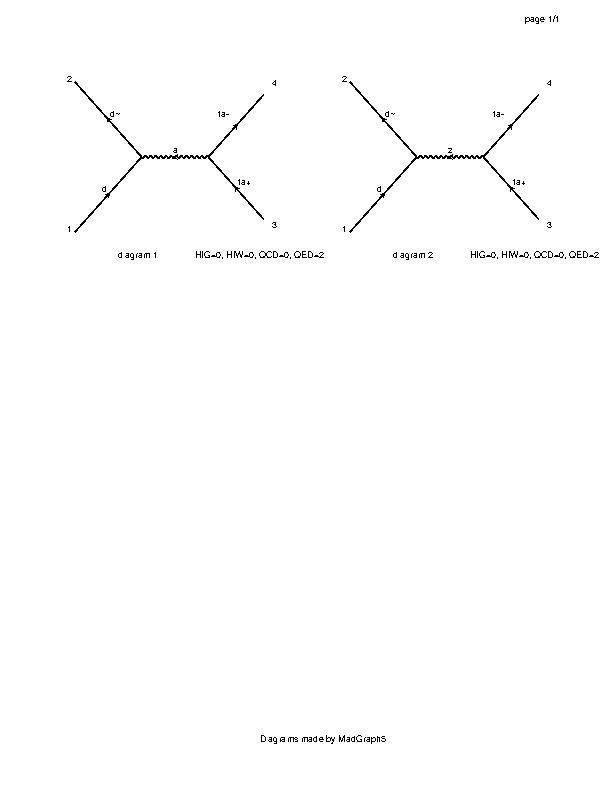 page 1/1
2 4 2 4
d~ ta- d~ ta-
a z
d ta+ d ta+
1 3 1 3
diagram 1 HIG=0, HIW=0, QCD=0, QED=2 diagram 2 HIG=0, HIW=0, QCD=0, QED=2
Diagrams made by MadGraph5